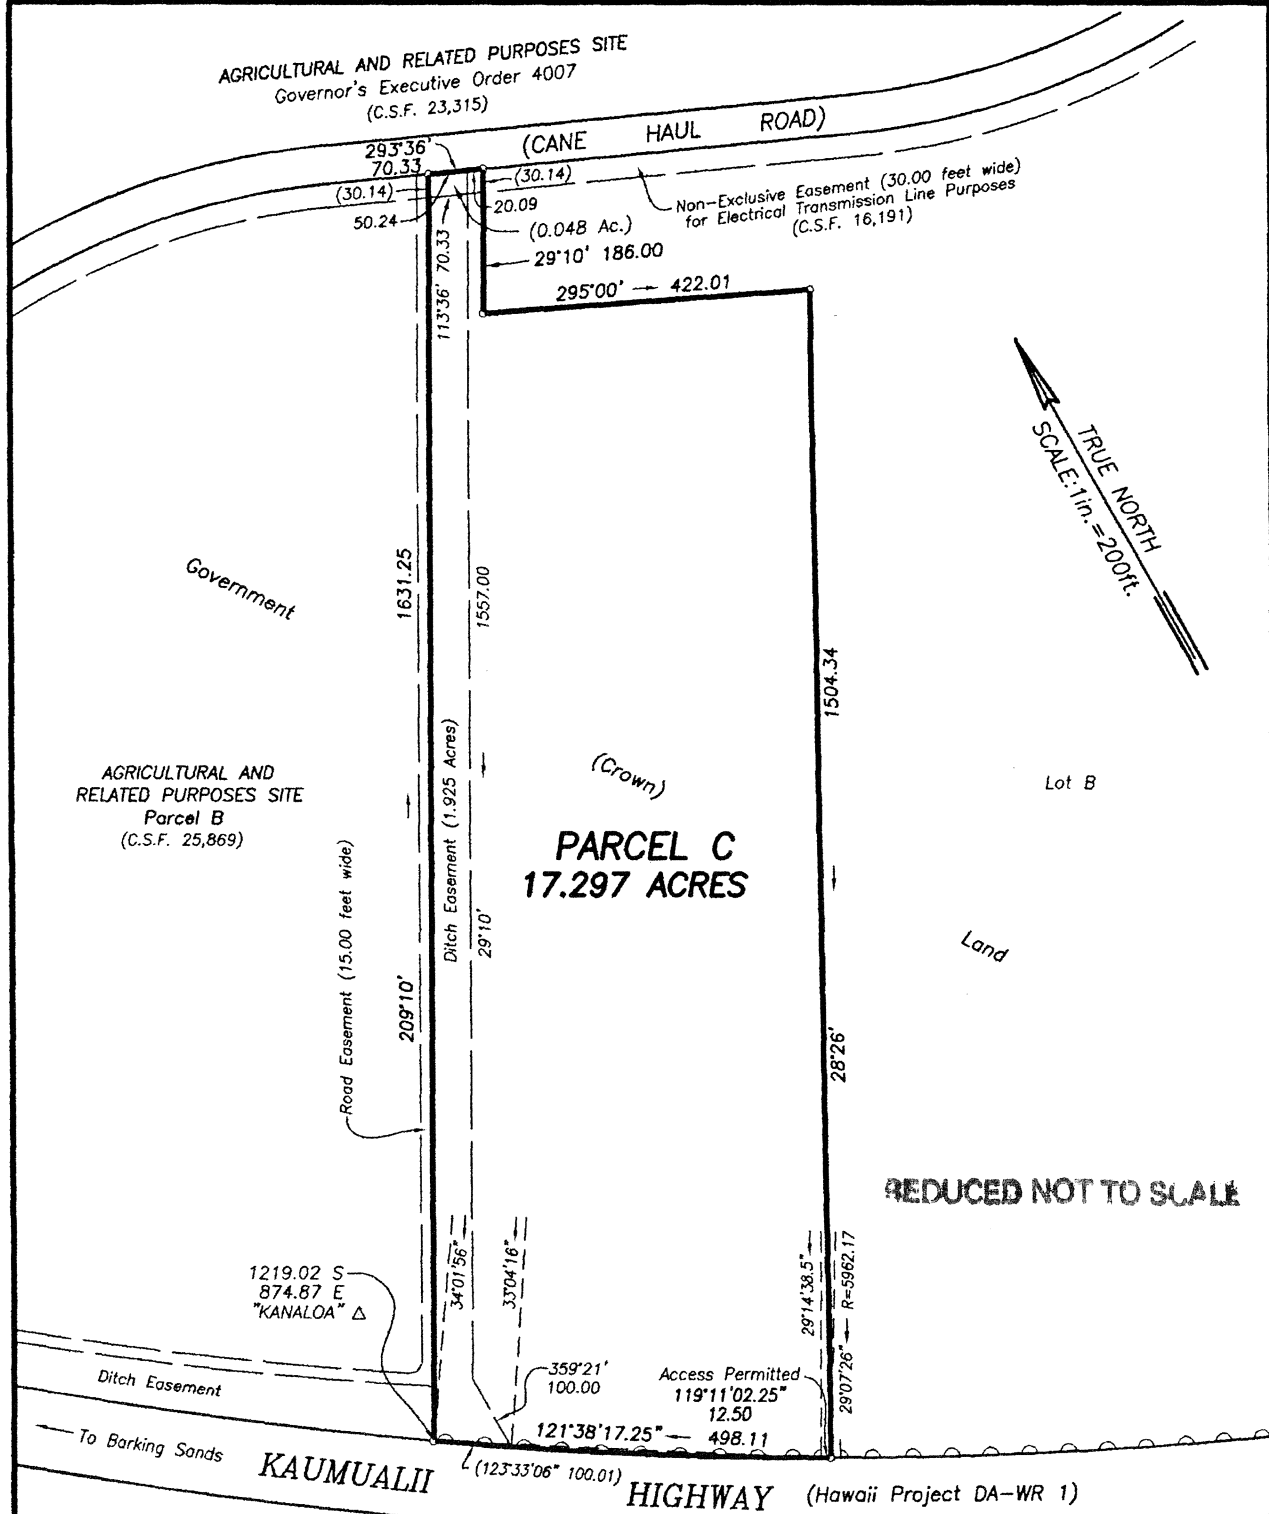 AGRICULTURAL AND RELATED PURPOSES SITE
Governor's Executive Order 4007
(C.S.F. 23,315)
(CANE HAUL ROAD)
293°36'
70.33
(30.14)
(30.14)
50.24
20.09
(0.048 Ac.)
113°36' 70.33
Non-Exclusive Easement (30.00 feet wide)
for Electrical Transmission Line Purposes
(C.S.F. 16,191)
29°10' 186.00
295°00' 422.01
TRUE NORTH
SCALE: 1in.=200ft.
Government
1631.25
1557.00
1504.34
(Crown)
Lot B
AGRICULTURAL AND
RELATED PURPOSES SITE
Parcel B
(C.S.F. 25,869)
PARCEL C
17.297 ACRES
Ditch Easement (1.925 Acres)
29°10'
Road Easement (15.00 feet wide)
209°10'
Land
28°26'
REDUCED NOT TO SCALE
1219.02 S
874.87 E
"KANALOA" △
34°01'56"
33°04'16"
29°14'38.5"
29°07'26" R=5962.17
359°21'
100.00
Access Permitted
119°11'02.25"
12.50
121°38'17.25" 498.11
Ditch Easement
To Barking Sands
(123°33'06" 100.01)
KAUMUALII HIGHWAY (Hawaii Project DA-WR 1)